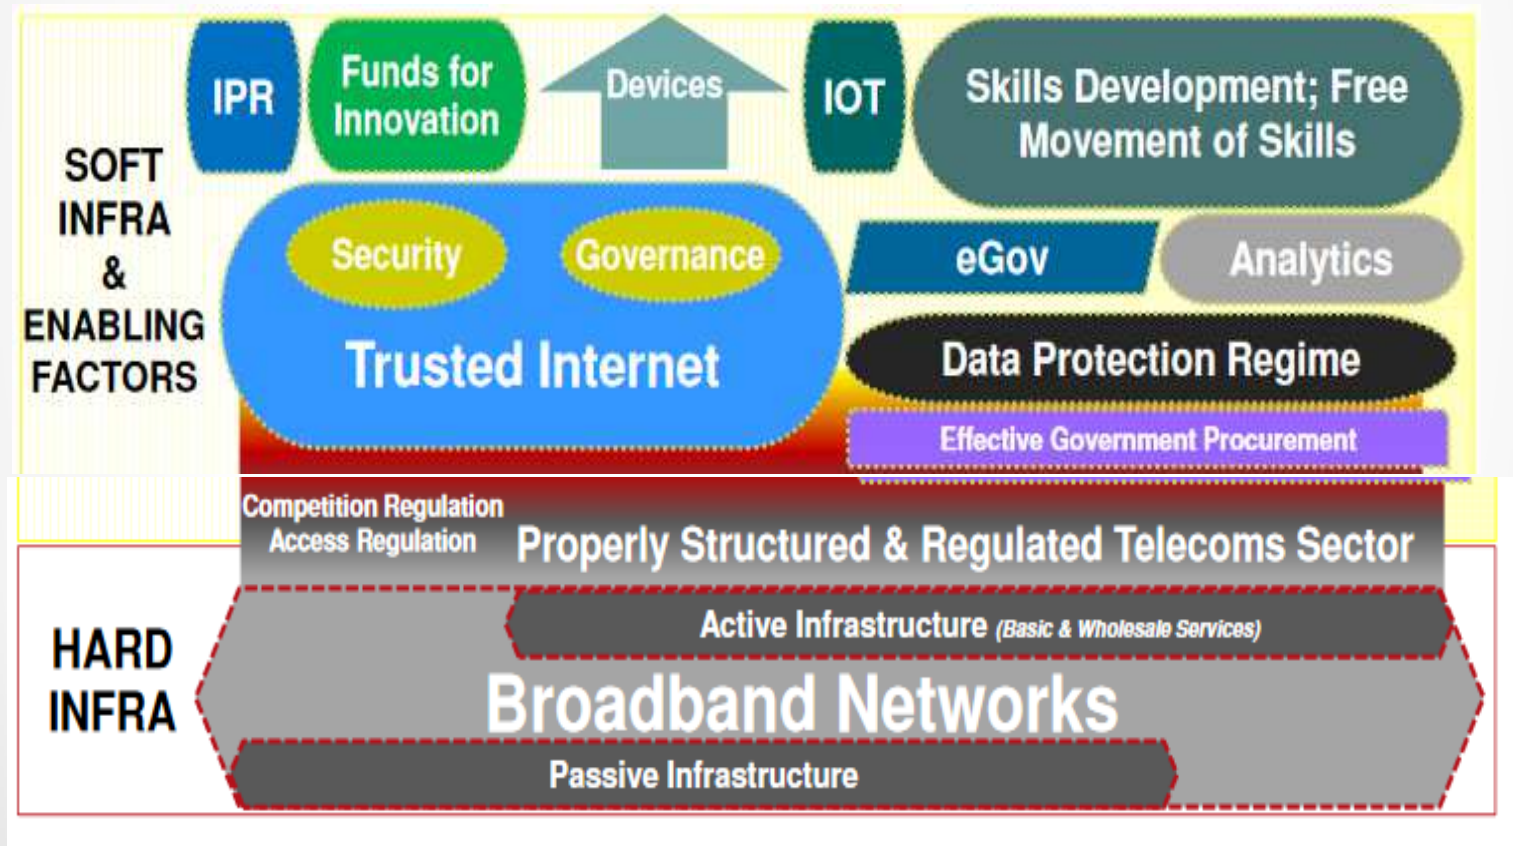 SOFT
INFRA
&
ENABLING
FACTORS
IPR
Funds for
Innovation
Devices
IOT
Skills Development; Free
Movement of Skills
Security
Governance
Trusted Internet
eGov
Analytics
Data Protection Regime
Effective Government Procurement
Competition Regulation
Access Regulation
Properly Structured & Regulated Telecoms Sector
HARD
INFRA
Active Infrastructure (Basic & Wholesale Services)
Broadband Networks
Passive Infrastructure